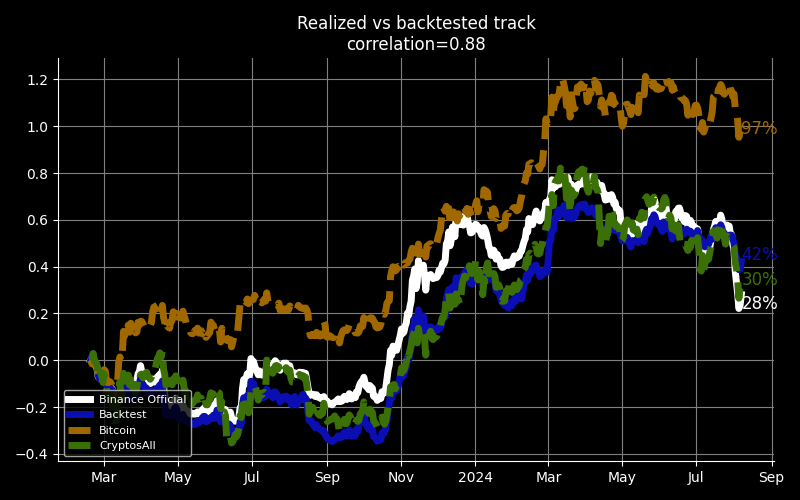 Realized vs backtested track
correlation=0.88
1.2
1.0
0.8
0.6
0.4
0.2
0.0
−0.2
−0.4
97%
42%
30%
28%
Binance Official
Backtest
Bitcoin
CryptosAll
Mar May Jul Sep Nov 2024 Mar May Jul Sep